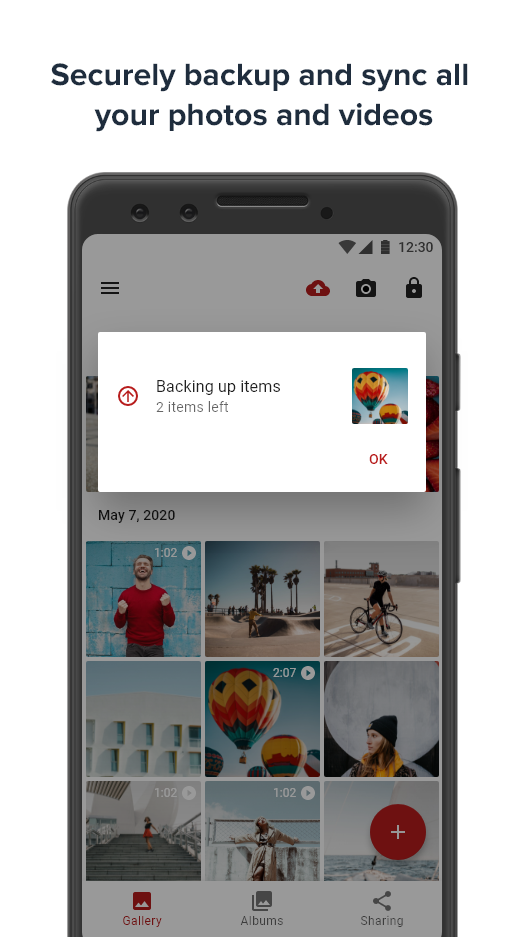 Securely backup and sync all
your photos and videos
12:30
Backing up items
2 items left
OK
May 7, 2020
1:02
2:07
1:02
1:02
Gallery
Albums
Sharing